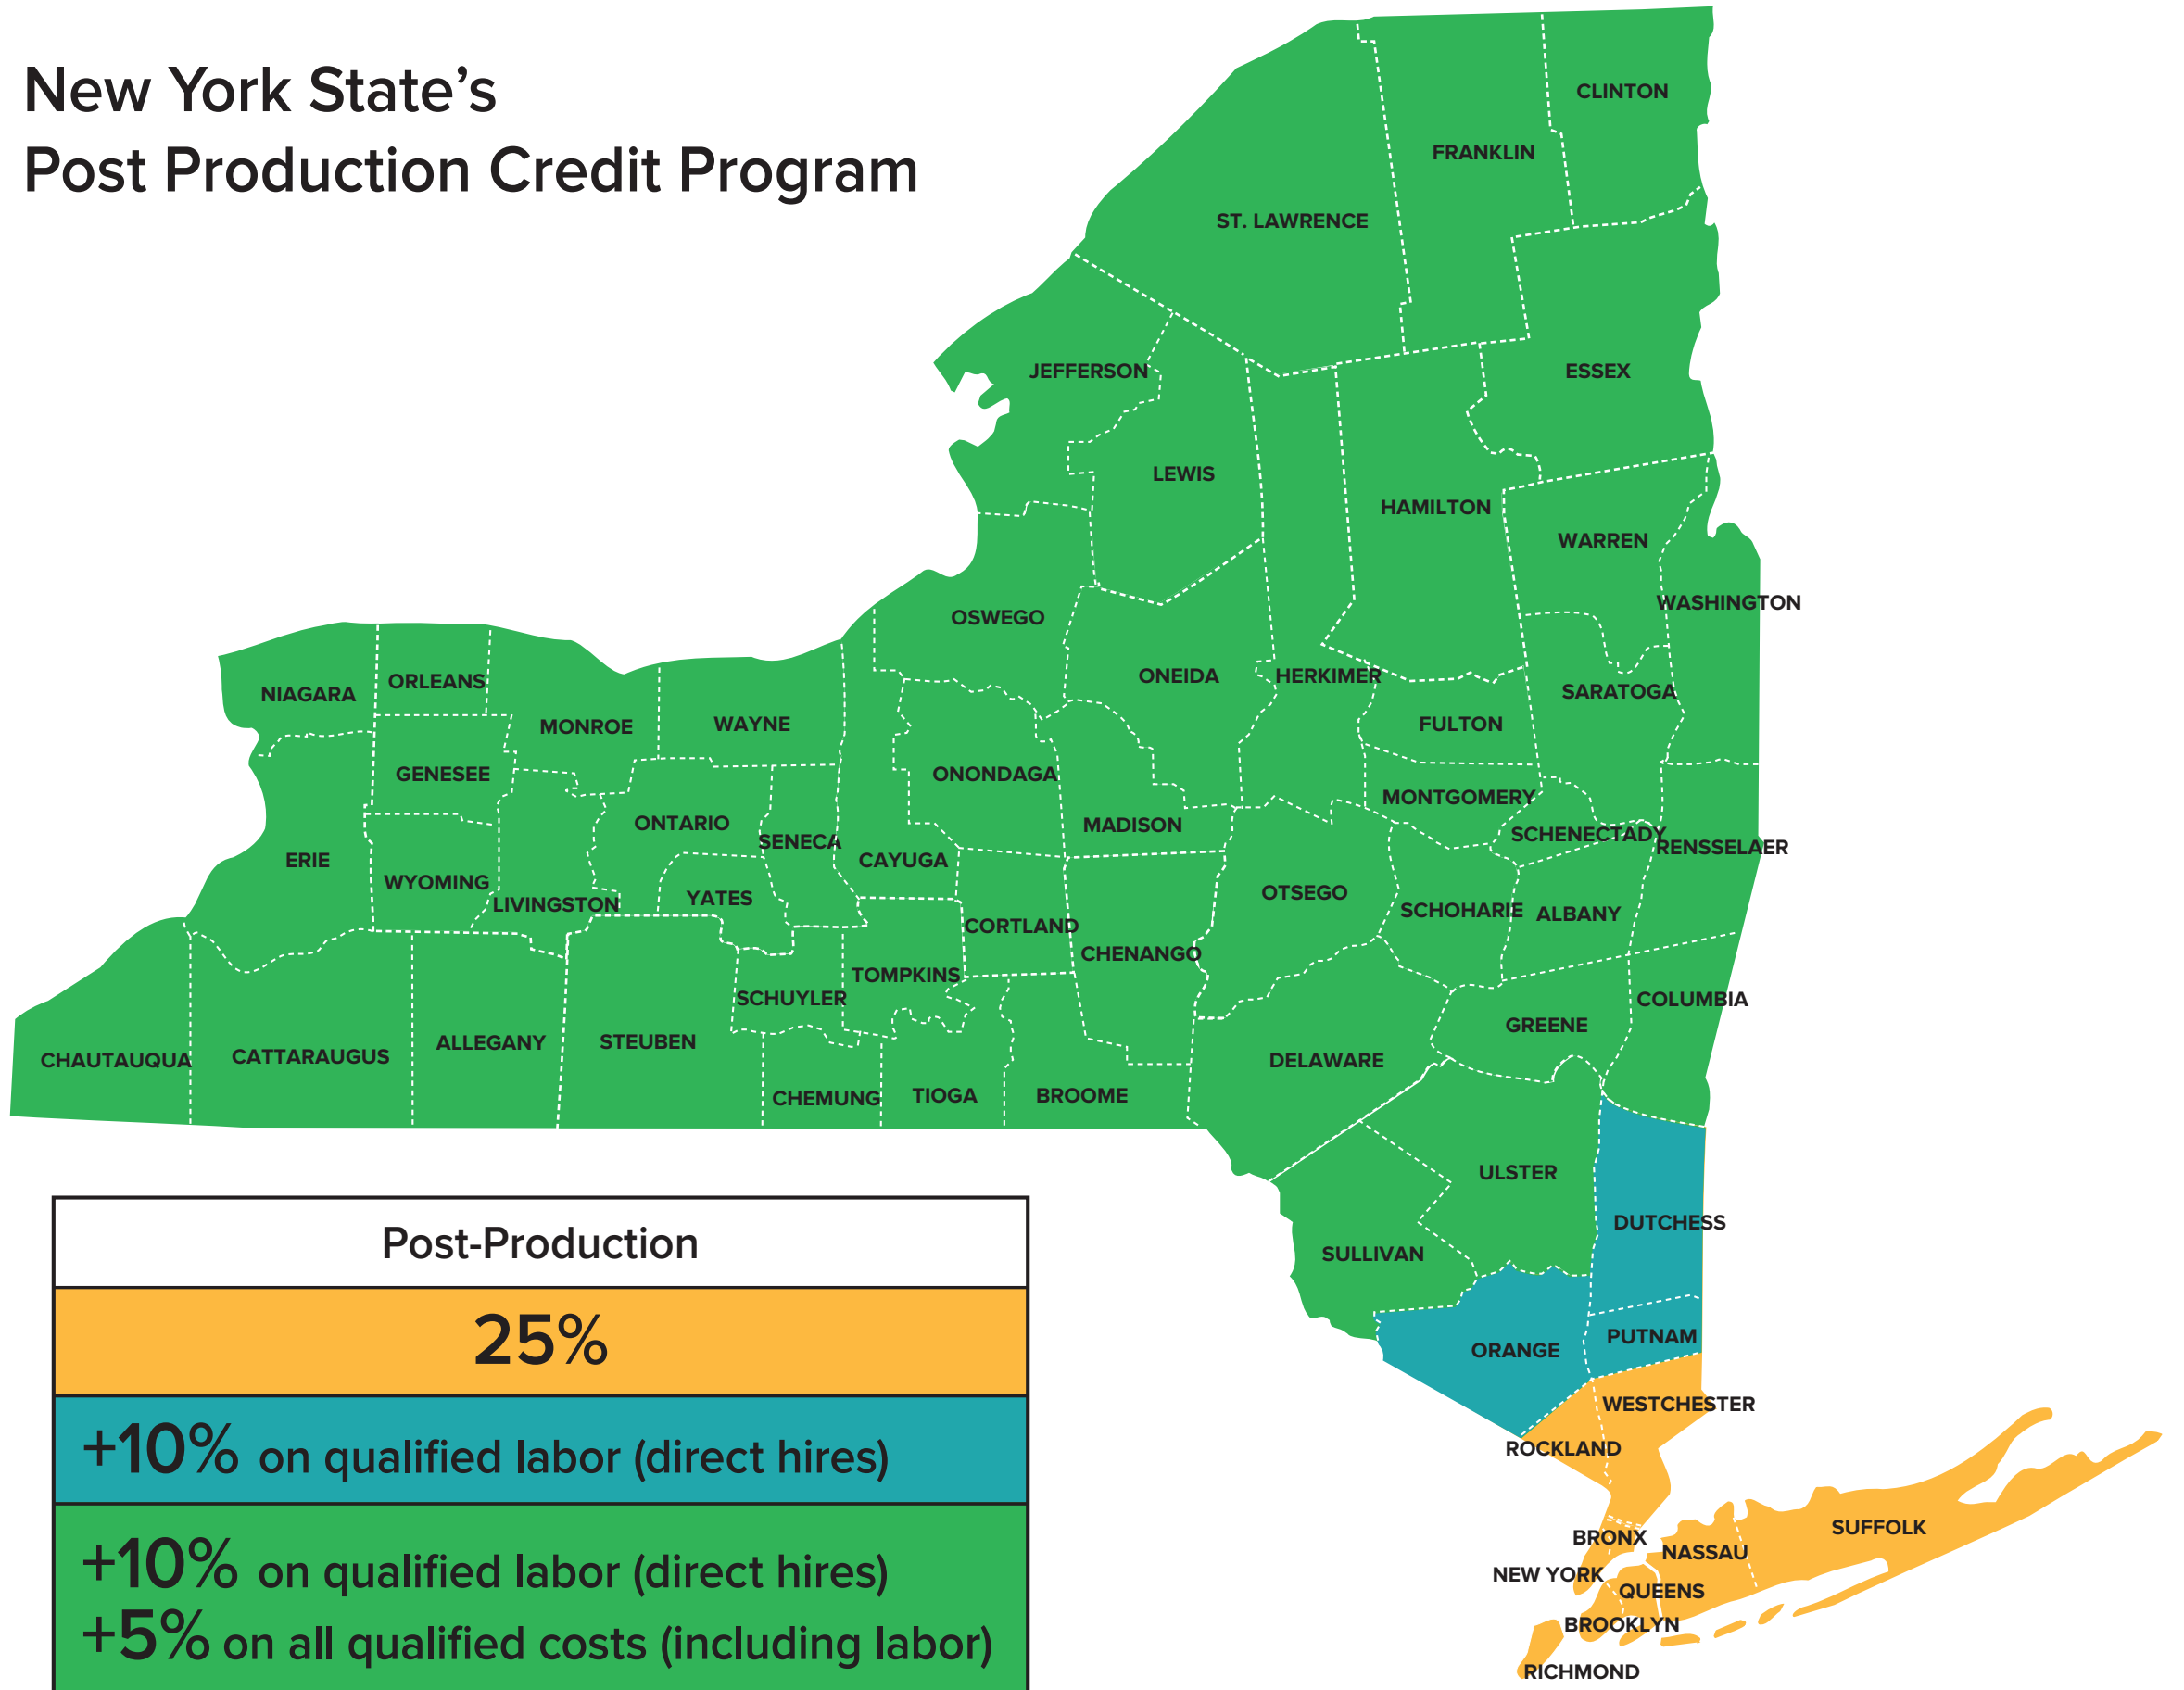 New York State’s
Post Production Credit Program
CLINTON
FRANKLIN
ST. LAWRENCE
JEFFERSON
ESSEX
LEWIS
HAMILTON
WARREN
WASHINGTON
OSWEGO
ONEIDA
HERKIMER
SARATOGA
NIAGARA
ORLEANS
MONROE
WAYNE
FULTON
GENESEE
ONONDAGA
MONTGOMERY
ONTARIO
MADISON
SCHENECTADY
SENECA
RENSSELAER
ERIE
CAYUGA
WYOMING
OTSEGO
YATES
LIVINGSTON
SCHOHARIE
ALBANY
CORTLAND
CHENANGO
TOMPKINS
SCHUYLER
COLUMBIA
GREENE
STEUBEN
ALLEGANY
CATTARAUGUS
CHAUTAUQUA
DELAWARE
CHEMUNG
TIOGA
BROOME
ULSTER
DUTCHESS
SULLIVAN
PUTNAM
ORANGE
WESTCHESTER
ROCKLAND
SUFFOLK
BRONX
NASSAU
NEW YORK
QUEENS
BROOKLYN
RICHMOND
Post-Production
25%
+10% on qualified labor (direct hires)
+10% on qualified labor (direct hires)
+5% on all qualified costs (including labor)